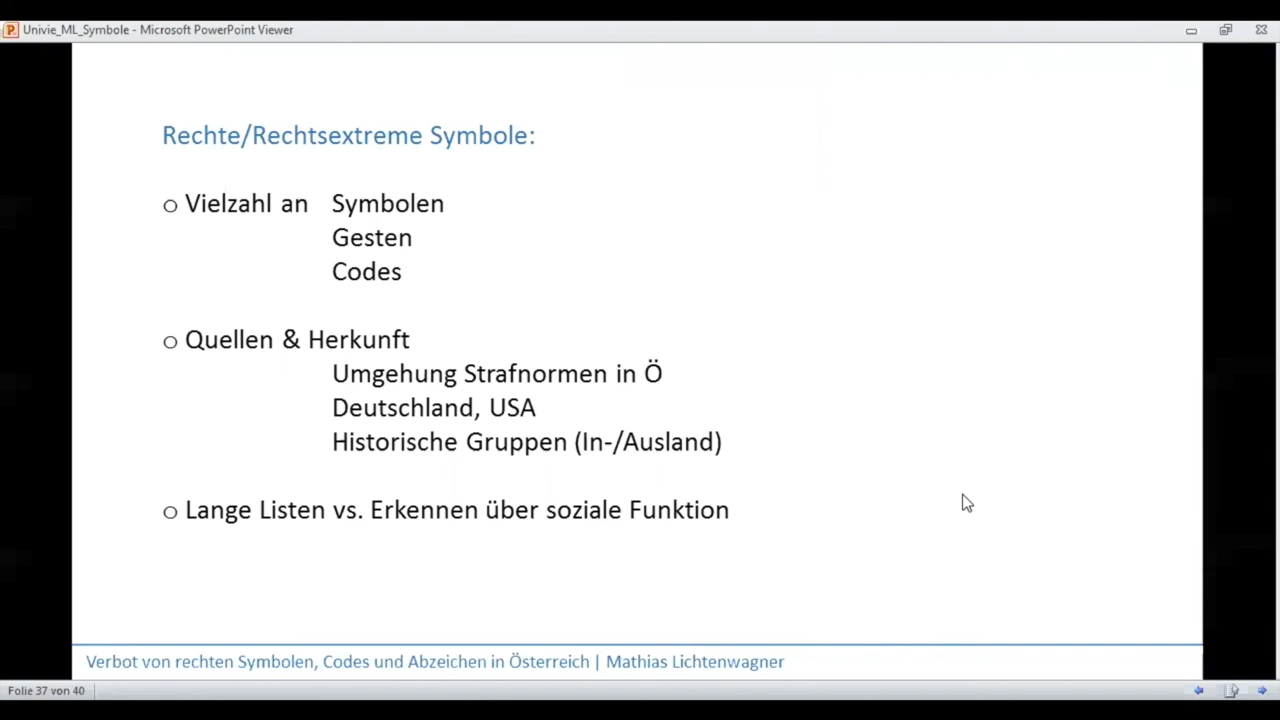 Univie_ML_Symbole - Microsoft PowerPoint Viewer
Rechte/Rechtsextreme Symbole:
o Vielzahl an Symbolen
Gesten
Codes
o Quellen & Herkunft
Umgehung Strafnormen in Ö
Deutschland, USA
Historische Gruppen (In-/Ausland)
o Lange Listen vs. Erkennen über soziale Funktion
Verbot von rechten Symbolen, Codes und Abzeichen in Österreich | Mathias Lichtenwagner
Folie 37 von 40